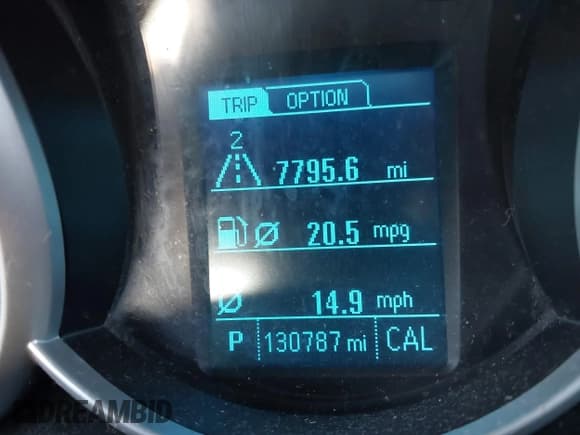 TRIP OPTION
2
7795.6 mi
20.5 mpg
14.9 mph
P 130787 mi CAL
DREAMBID